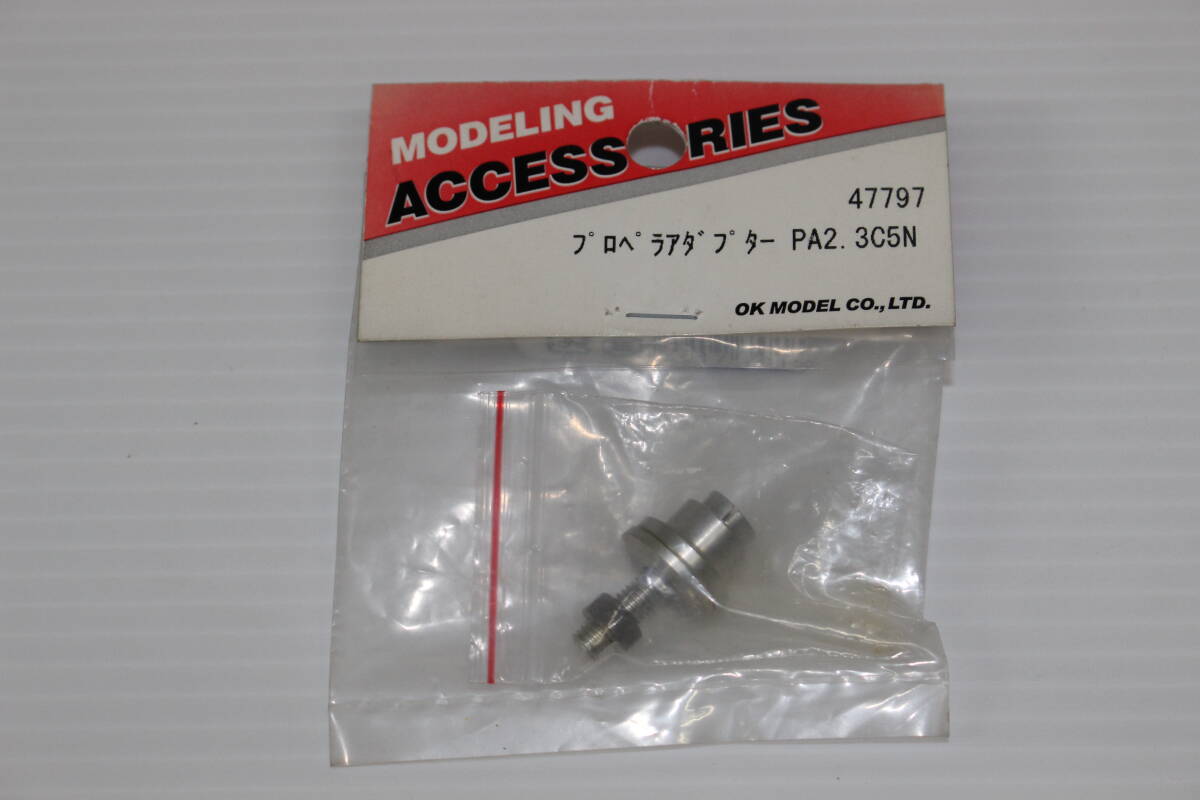 MODELING
ACCESSORIES
47797
ﾌﾟﾛﾍﾟﾗｱﾀﾞﾌﾟﾀｰ PA2.3C5N
OK MODEL CO.,LTD.